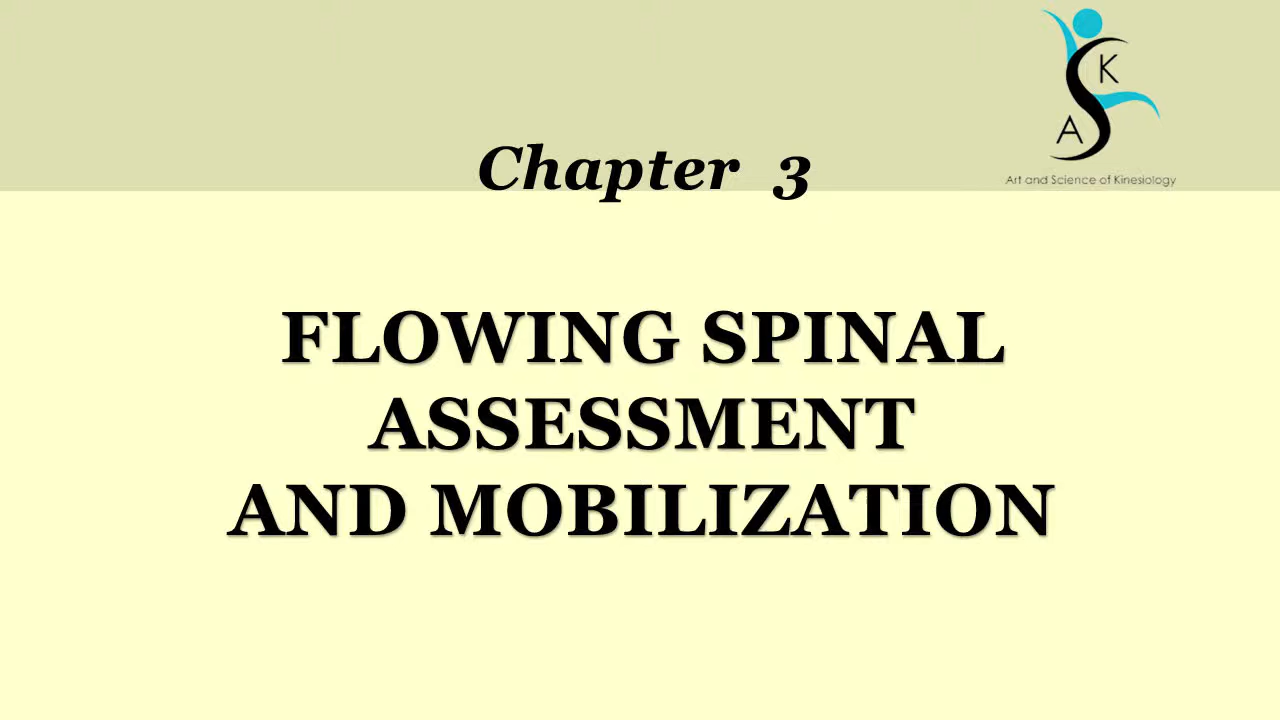 K
A
Art and Science of Kinesiology
Chapter 3
FLOWING SPINAL
ASSESSMENT
AND MOBILIZATION